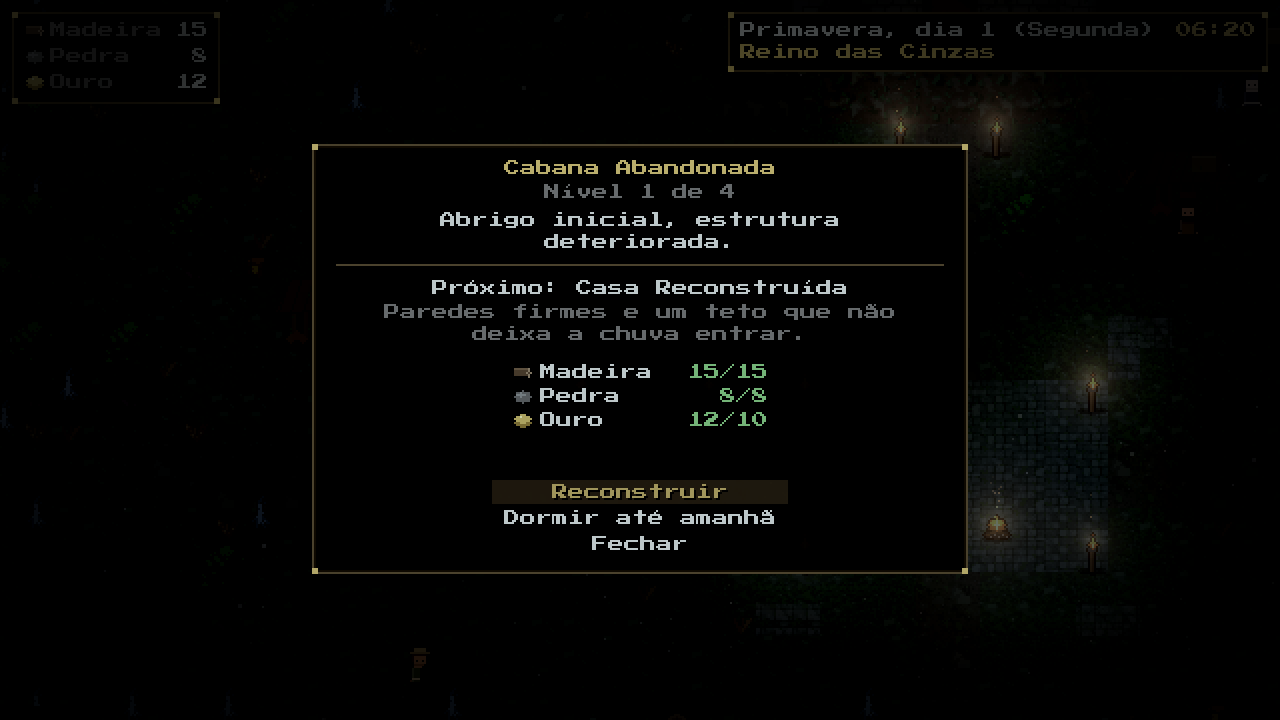 Madeira 15
Pedra 8
Ouro 12
Primavera, dia 1 (Segunda) 06:20
Reino das Cinzas
Cabana Abandonada
Nível 1 de 4
Abrigo inicial, estrutura
deteriorada.
Próximo: Casa Reconstruída
Paredes firmes e um teto que não
deixa a chuva entrar.
Madeira 15/15
Pedra 8/8
Ouro 12/10
Reconstruir
Dormir até amanhã
Fechar